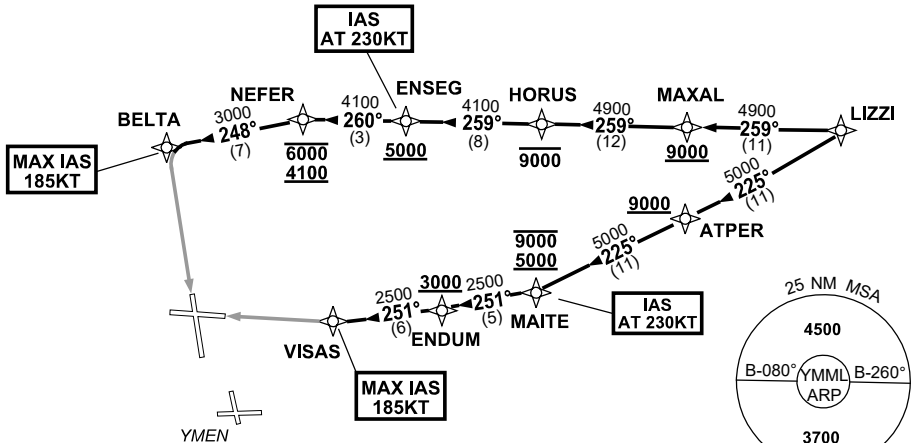 IAS
AT 230KT
ENSEG
NEFER
HORUS
MAXAL
LIZZI
BELTA
3000
248°
(7)
4100
260°
(3)
4100
259°
(8)
4900
259°
(12)
4900
259°
(11)
MAX IAS
185KT
6000
4100
5000
9000
9000
5000
225°
(11)
9000
ATPER
9000
5000
5000
225°
(11)
3000
2500
251°
(5)
2500
251°
(6)
MAITE
IAS
AT 230KT
ENDUM
VISAS
MAX IAS
185KT
YMEN
25 NM MSA
4500
B-080°
YMML
ARP
B-260°
3700